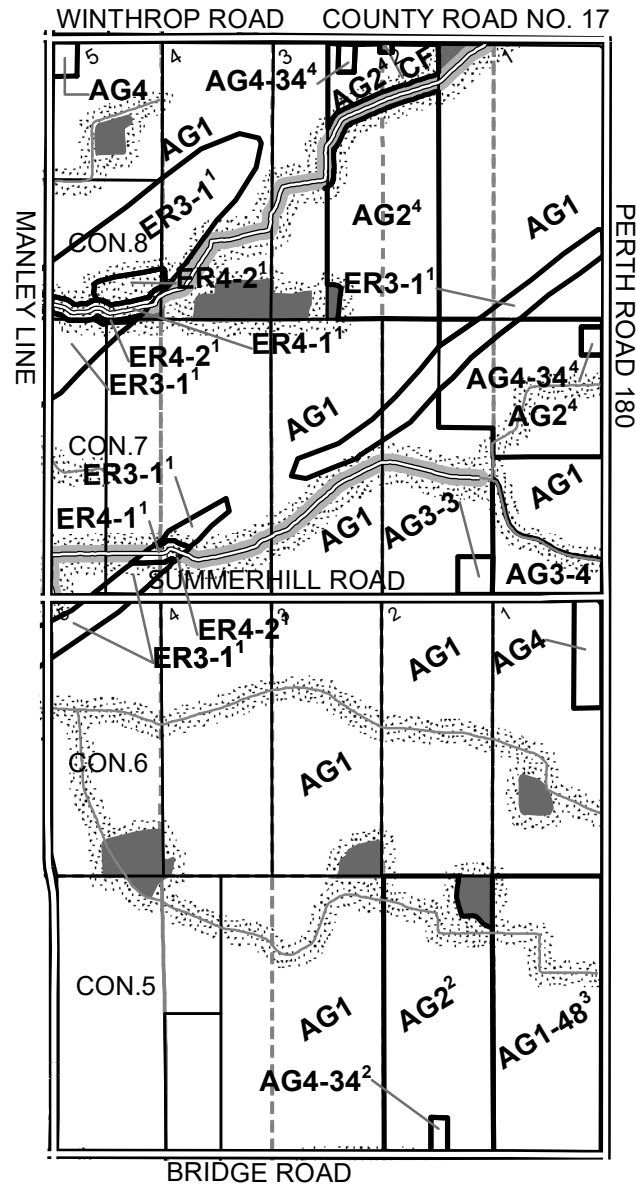 WINTHROP ROAD COUNTY ROAD NO. 17
5 4 3 1
AG4
AG4-34⁴
AG2⁴
CF
AG1
ER3-1¹
MANLEY LINE
CON.8
AG2⁴
AG1
PERTH ROAD 180
ER4-2¹
ER3-1¹
ER4-2¹
ER4-1¹
ER3-1¹
AG4-34⁴
AG2⁴
AG1
CON.7
ER3-1¹
AG1
ER4-1¹
AG1
AG3-3
SUMMERHILL ROAD
AG3-4
5 4 3 2 1
ER4-2¹
ER3-1¹
AG1
AG4
CON.6
AG1
CON.5
AG1
AG2²
AG1-48³
AG4-34²
BRIDGE ROAD